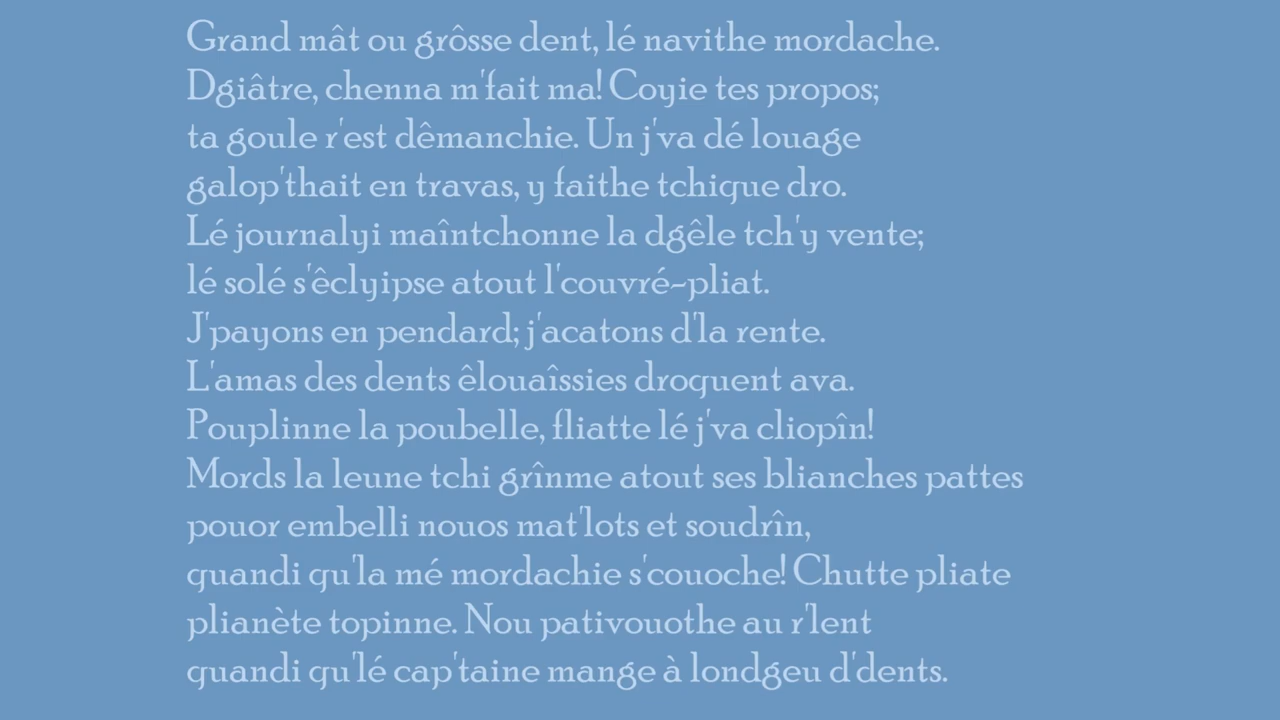 Grand mât ou grôsse dent, lé navithe mordache.
Dgiâtre, chenna m'fait ma! Coyie tes propos;
ta goule r'est dêmanchie. Un j'va dé louage
galop'thait en travas, y faithe tchique dro.
Lé journalyi maîntchonne la dgêle tch'y vente;
lé solé s'êclyipse atout l'couvré-pliat.
J'payons en pendard; j'acatons d'la rente.
L'amas des dents êlouaîssies droguent ava.
Pouplinne la poubelle, fliatte lé j'va cliopîn!
Mords la leune tchi grînme atout ses blianches pattes
pouor embelli nouos mat'lots et soudrîn,
quandi qu'la mé mordachie s'couoche! Chutte pliate
plianète topinne. Nou pativouothe au r'lent
quandi qu'lé cap'taine mange à londgeu d'dents.